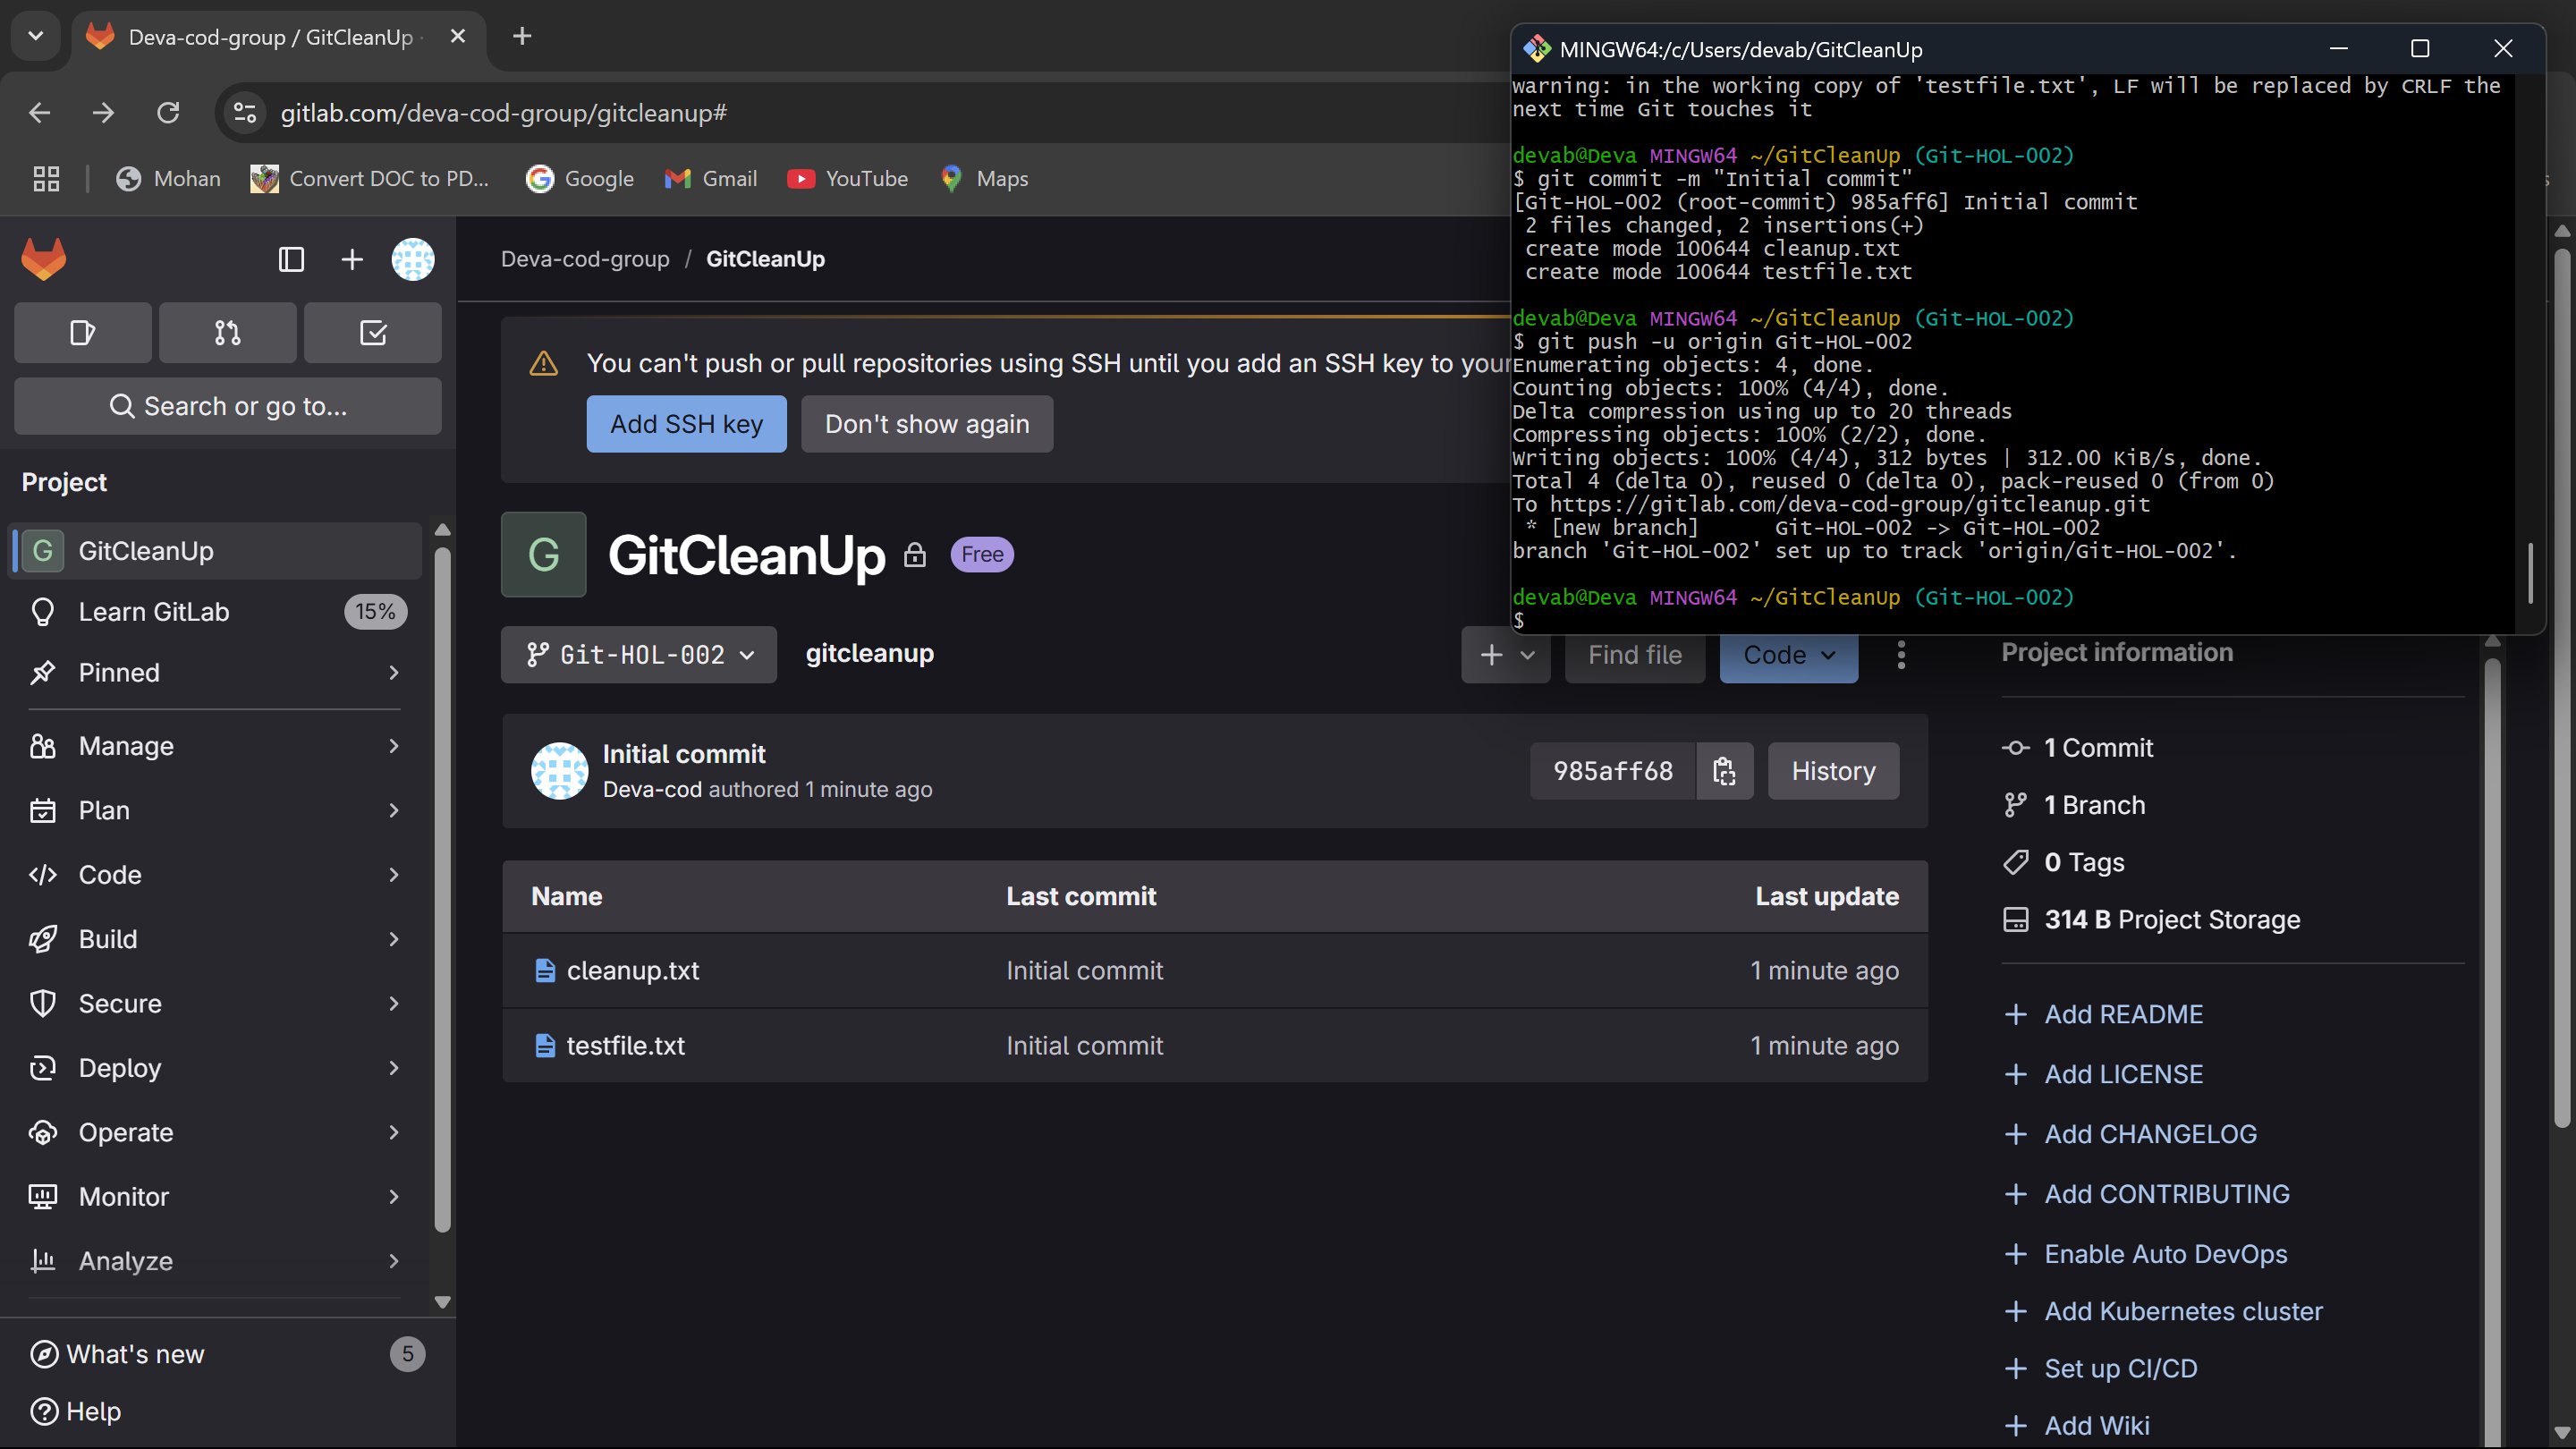 Deva-cod-group / GitCleanUp ·
gitlab.com/deva-cod-group/gitcleanup#
Mohan
Convert DOC to PD...
Google
Gmail
YouTube
Maps
Search or go to...
Project
G GitCleanUp
Learn GitLab 15%
Pinned
Manage
Plan
Code
Build
Secure
Deploy
Operate
Monitor
Analyze
What's new 5
Help
Deva-cod-group / GitCleanUp
You can't push or pull repositories using SSH until you add an SSH key to your
Add SSH key
Don't show again
G GitCleanUp Free
Git-HOL-002 gitcleanup
Find file
Code
Initial commit
Deva-cod authored 1 minute ago
985aff68
History
Name Last commit Last update
cleanup.txt Initial commit 1 minute ago
testfile.txt Initial commit 1 minute ago
MINGW64:/c/Users/devab/GitCleanUp
warning: in the working copy of 'testfile.txt', LF will be replaced by CRLF the
next time Git touches it
devab@Deva MINGW64 ~/GitCleanUp (Git-HOL-002)
$ git commit -m "Initial commit"
[Git-HOL-002 (root-commit) 985aff6] Initial commit
2 files changed, 2 insertions(+)
create mode 100644 cleanup.txt
create mode 100644 testfile.txt
devab@Deva MINGW64 ~/GitCleanUp (Git-HOL-002)
$ git push -u origin Git-HOL-002
Enumerating objects: 4, done.
Counting objects: 100% (4/4), done.
Delta compression using up to 20 threads
Compressing objects: 100% (2/2), done.
Writing objects: 100% (4/4), 312 bytes | 312.00 KiB/s, done.
Total 4 (delta 0), reused 0 (delta 0), pack-reused 0 (from 0)
To https://gitlab.com/deva-cod-group/gitcleanup.git
* [new branch] Git-HOL-002 -> Git-HOL-002
branch 'Git-HOL-002' set up to track 'origin/Git-HOL-002'.
devab@Deva MINGW64 ~/GitCleanUp (Git-HOL-002)
$
Project information
1 Commit
1 Branch
0 Tags
314 B Project Storage
Add README
Add LICENSE
Add CHANGELOG
Add CONTRIBUTING
Enable Auto DevOps
Add Kubernetes cluster
Set up CI/CD
Add Wiki